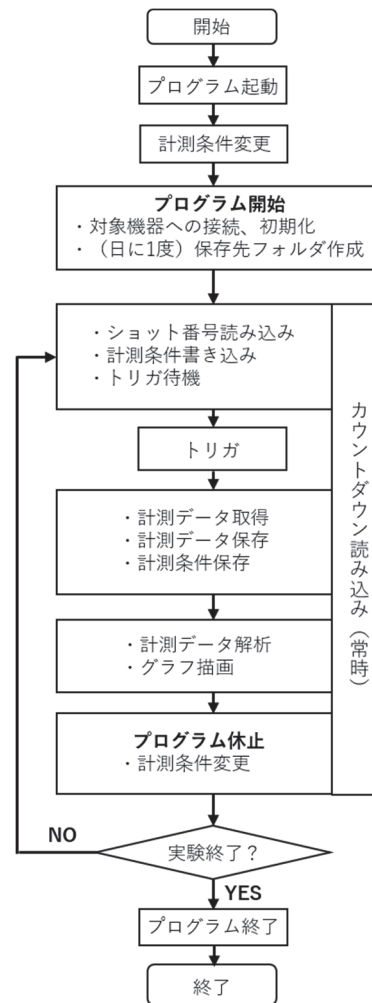 開始
プログラム起動
計測条件変更
プログラム開始
・対象機器への接続、初期化
・（日に1度）保存先フォルダ作成
・ショット番号読み込み
・計測条件書き込み
・トリガ待機
カウントダウン読み込み（常時）
トリガ
・計測データ取得
・計測データ保存
・計測条件保存
・計測データ解析
・グラフ描画
プログラム休止
・計測条件変更
実験終了？
NO
YES
プログラム終了
終了